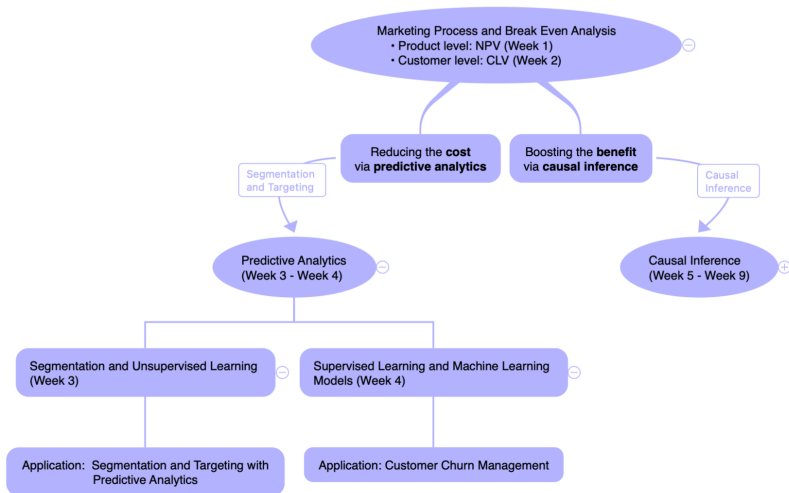 Marketing Process and Break Even Analysis
• Product level: NPV (Week 1)
• Customer level: CLV (Week 2)
Reducing the cost
via predictive analytics
Boosting the benefit
via causal inference
Segmentation
and Targeting
Causal
Inference
Predictive Analytics
(Week 3 - Week 4)
Causal Inference
(Week 5 - Week 9)
Segmentation and Unsupervised Learning
(Week 3)
Supervised Learning and Machine Learning
Models (Week 4)
Application: Segmentation and Targeting with
Predictive Analytics
Application: Customer Churn Management